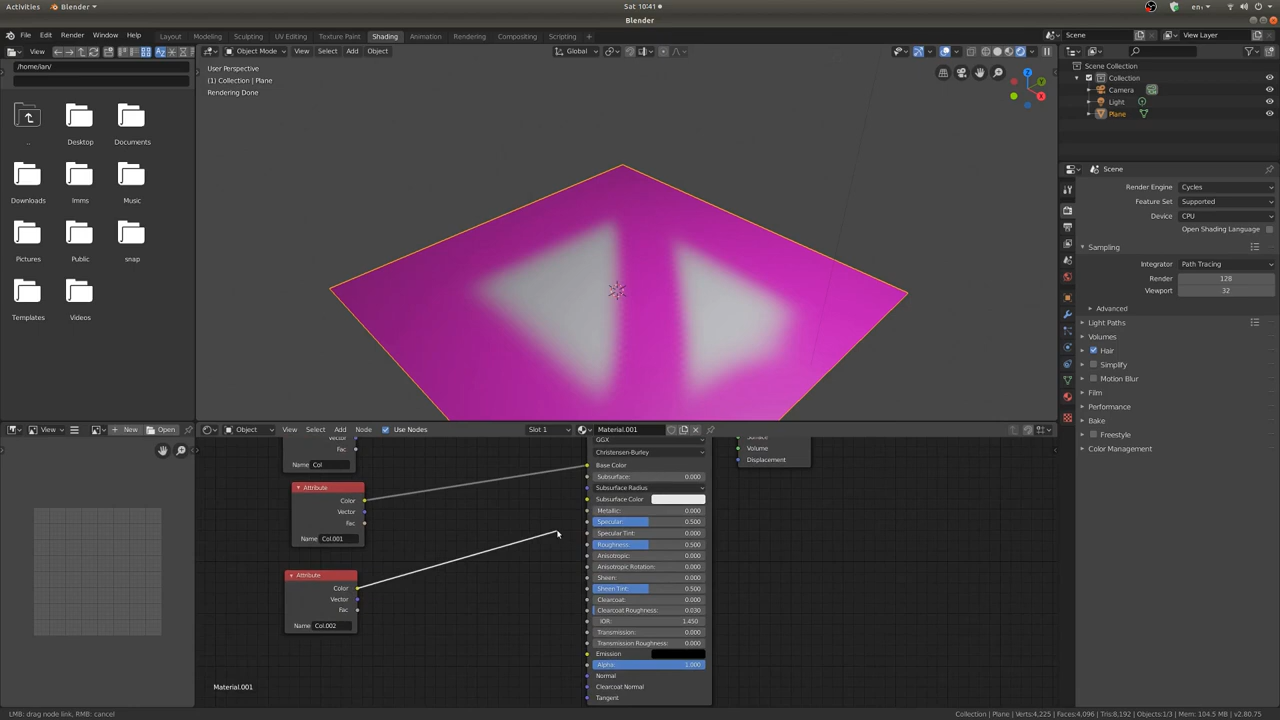 Activities
Blender
Sat 10:41
en
Blender
File Edit Render Window Help
Layout Modeling Sculpting UV Editing Texture Paint Shading Animation Rendering Compositing Scripting +
Scene
View Layer
View
Object Mode
View Select Add Object
Global
/home/ian/
User Perspective
(1) Collection | Plane
Rendering Done
..
Desktop
Documents
Downloads
lmms
Music
Pictures
Public
snap
Templates
Videos
Scene Collection
Collection
Camera
Light
Plane
Scene
Render Engine Cycles
Feature Set Supported
Device CPU
Open Shading Language
Sampling
Integrator Path Tracing
Render 128
Viewport 32
Advanced
Light Paths
Volumes
Hair
Simplify
Motion Blur
Film
Performance
Bake
Freestyle
Color Management
View
New
Open
Object
View Select Add Node
Use Nodes
Slot 1
Material.001
Vector
Fac
Name Col
Attribute
Color
Vector
Fac
Name Col.001
Attribute
Color
Vector
Fac
Name Col.002
GGX
Christensen-Burley
Base Color
Subsurface: 0.000
Subsurface Radius
Subsurface Color
Metallic: 0.000
Specular: 0.500
Specular Tint: 0.000
Roughness: 0.500
Anisotropic: 0.000
Anisotropic Rotation: 0.000
Sheen: 0.000
Sheen Tint: 0.500
Clearcoat: 0.000
Clearcoat Roughness: 0.030
IOR: 1.450
Transmission: 0.000
Transmission Roughness: 0.000
Emission
Alpha: 1.000
Normal
Clearcoat Normal
Tangent
Surface
Volume
Displacement
Material.001
LMB: drag node link, RMB: cancel
Collection | Plane | Verts:4,225 | Faces:4,096 | Tris:8,192 | Objects:1/3 | Mem: 104.5 MB | v2.80.75